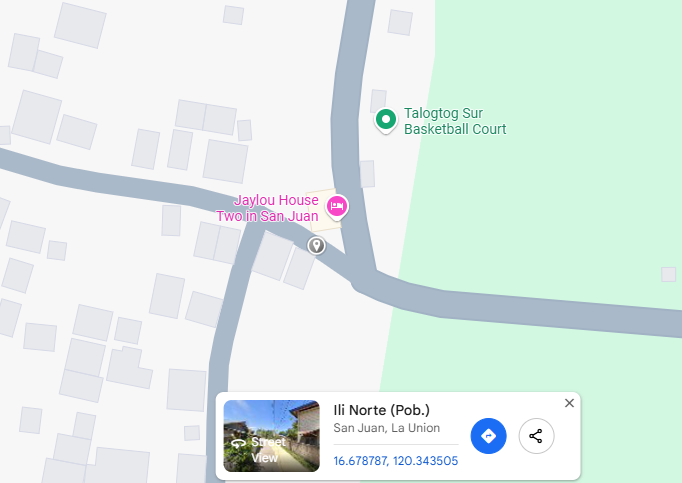 Talogtog Sur
Basketball Court
Jaylou House
Two in San Juan
Street
View
Ili Norte (Pob.)
San Juan, La Union
16.678787, 120.343505